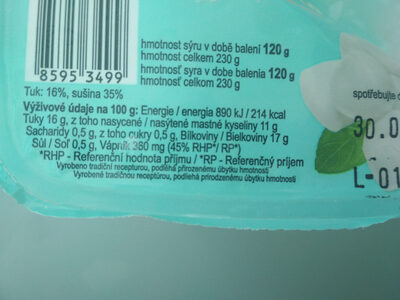 hmotnost sýru v době balení 120 g
hmotnost celkem 230 g
hmotnosť syra v dobe balenia 120 g
hmotnosť celkom 230 g
8595 3499
Tuk: 16%, sušina 35%
spotřebujte
Výživové údaje na 100 g: Energie / energia 890 kJ / 214 kcal
30.0
Tuky 16 g, z toho nasycené / nasýtené mastné kyseliny 11 g
Sacharidy 0,5 g, z toho cukry 0,5 g, Bílkoviny / Bielkoviny 17 g
Sůl / Soľ 0,5 g, Vápník 380 mg (45% RHP*/ RP*)
*RHP - Referenční hodnota příjmu / *RP - Referenčný príjem
L-01
Vyrobeno tradiční recepturou, podléhá přirozenému úbytku hmotnosti
Vyrobené tradičnou receptúrou, podlieha prirodzenému úbytku hmotnosti